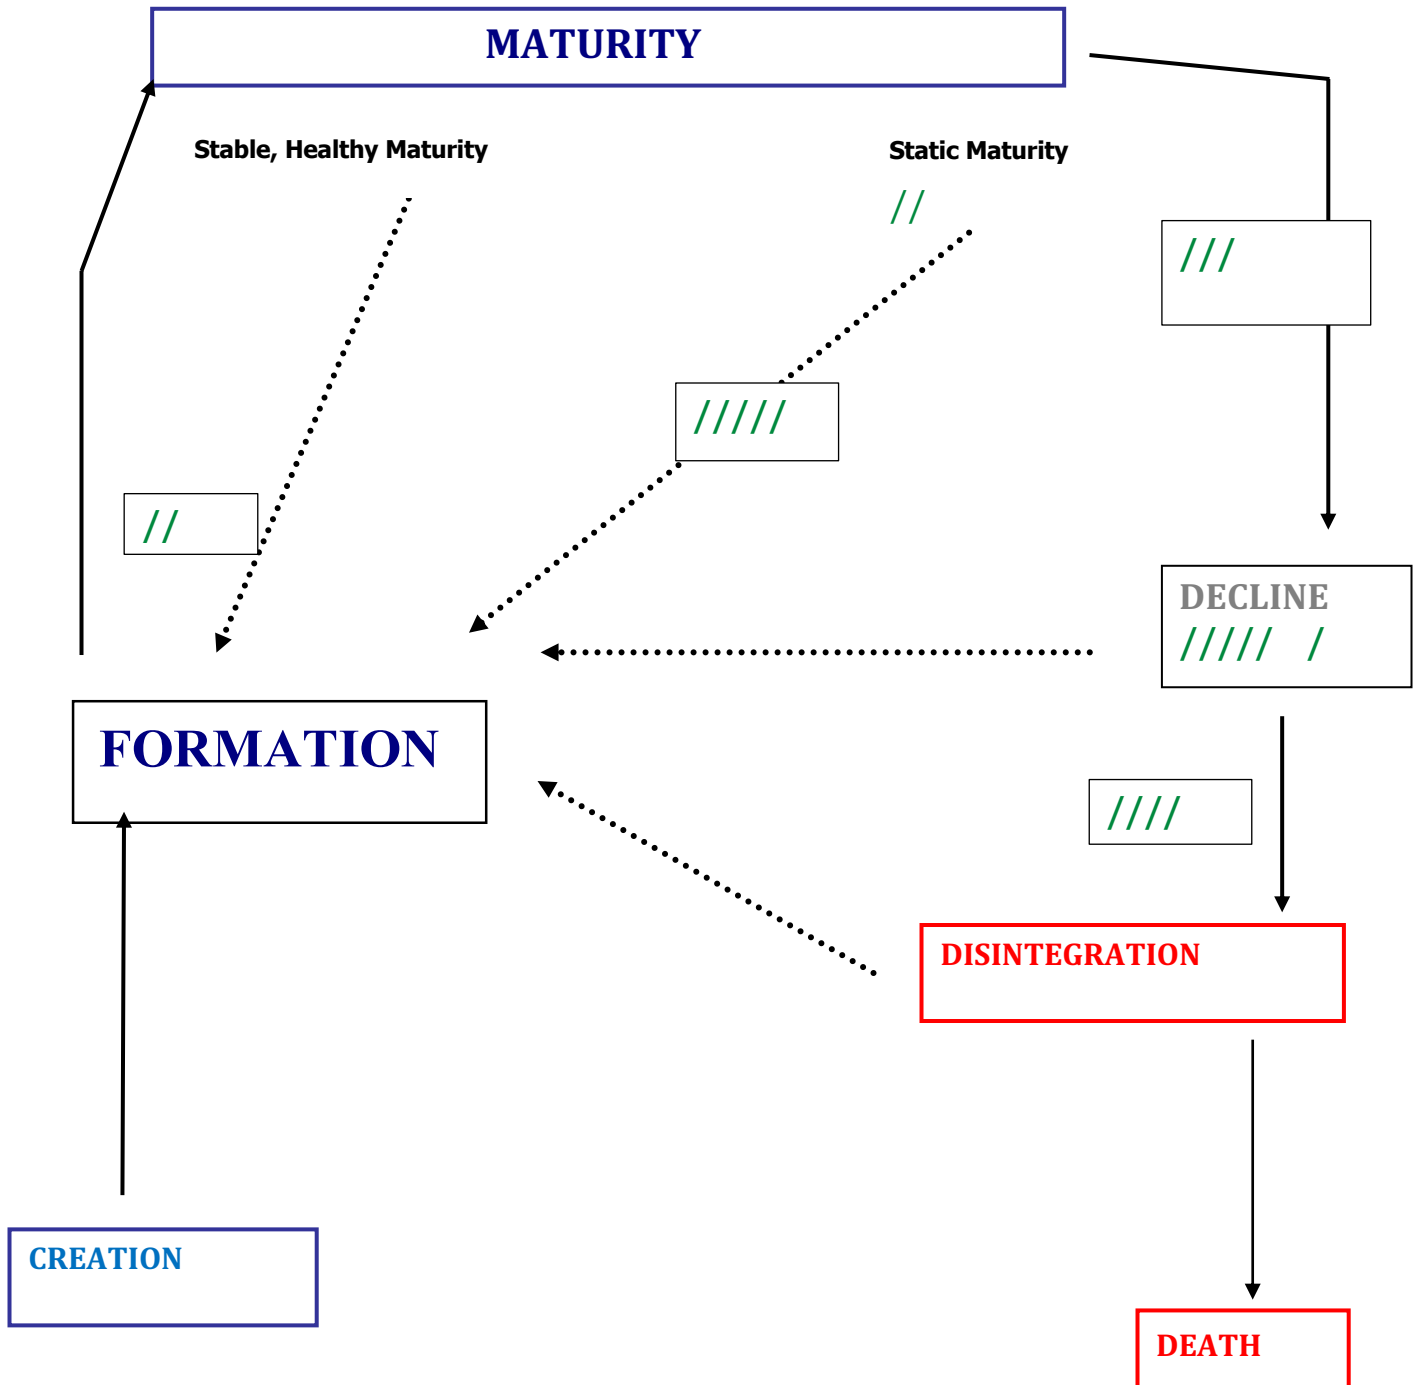 MATURITY
Stable, Healthy Maturity
Static Maturity
//
///
/////
//
DECLINE
///// /
FORMATION
////
DISINTEGRATION
CREATION
DEATH